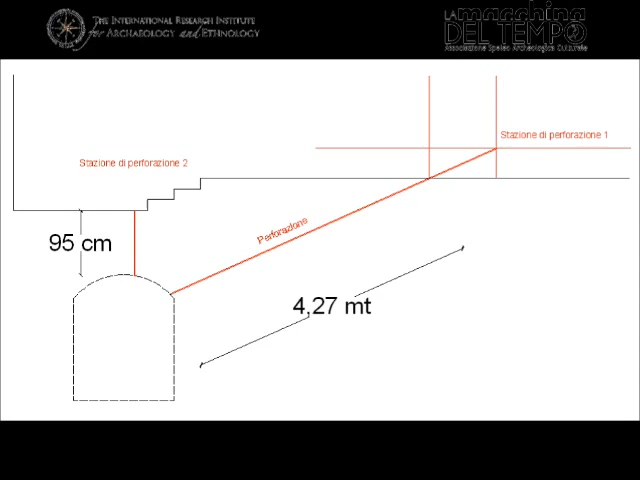 THE INTERNATIONAL RESEARCH INSTITUTE
for ARCHAEOLOGY and ETHNOLOGY
LA macchina
DEL TEMPO
Associazione Speleo Archeologica Culturale
Stazione di perforazione 1
Stazione di perforazione 2
Perforazione
95 cm
4,27 mt